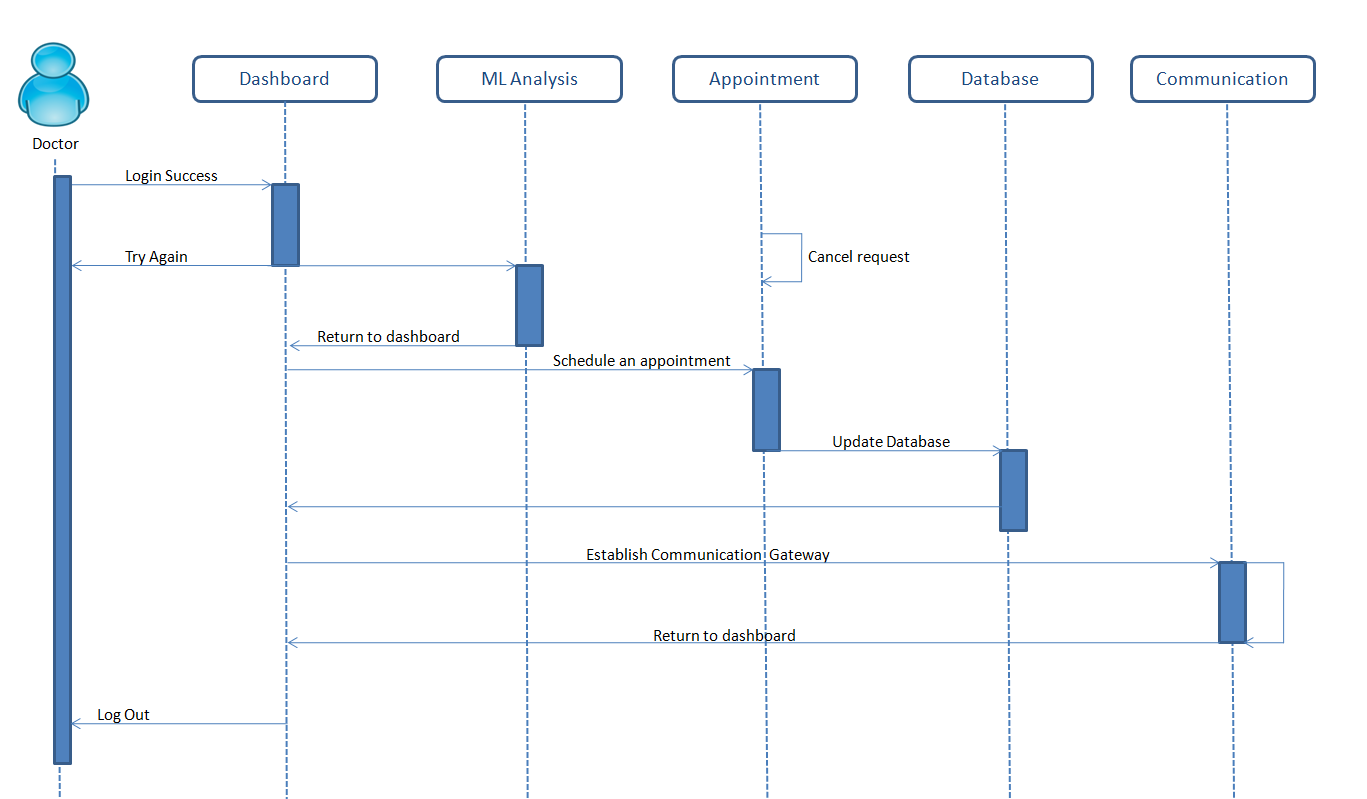 Dashboard
ML Analysis
Appointment
Database
Communication
Doctor
Login Success
Try Again
Cancel request
Return to dashboard
Schedule an appointment
Update Database
Establish Communication Gateway
Return to dashboard
Log Out